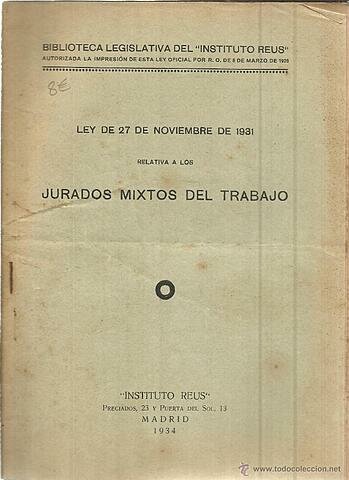 BIBLIOTECA LEGISLATIVA DEL "INSTITUTO REUS"
AUTORIZADA LA IMPRESIÓN DE ESTA LEY OFICIAL POR R. O. DE 8 DE MARZO DE 1925
8€
LEY DE 27 DE NOVIEMBRE DE 1931
RELATIVA A LOS
JURADOS MIXTOS DEL TRABAJO
"INSTITUTO REUS"
PRECIADOS, 23 Y PUERTA DEL SOL, 13
MADRID
1934
© www.todocoleccion.net